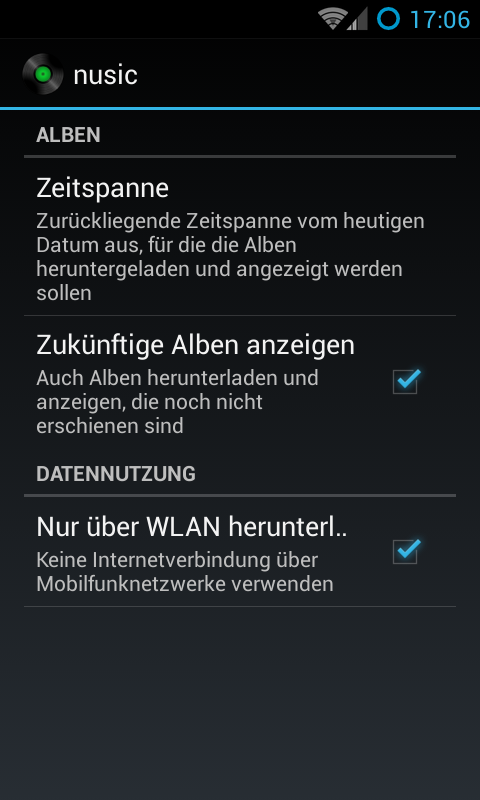 17:06
nusic
ALBEN
Zeitspanne
Zurückliegende Zeitspanne vom heutigen
Datum aus, für die die Alben
heruntergeladen und angezeigt werden
sollen
Zukünftige Alben anzeigen
Auch Alben herunterladen und
anzeigen, die noch nicht
erschienen sind
DATENNUTZUNG
Nur über WLAN herunterl..
Keine Internetverbindung über
Mobilfunknetzwerke verwenden